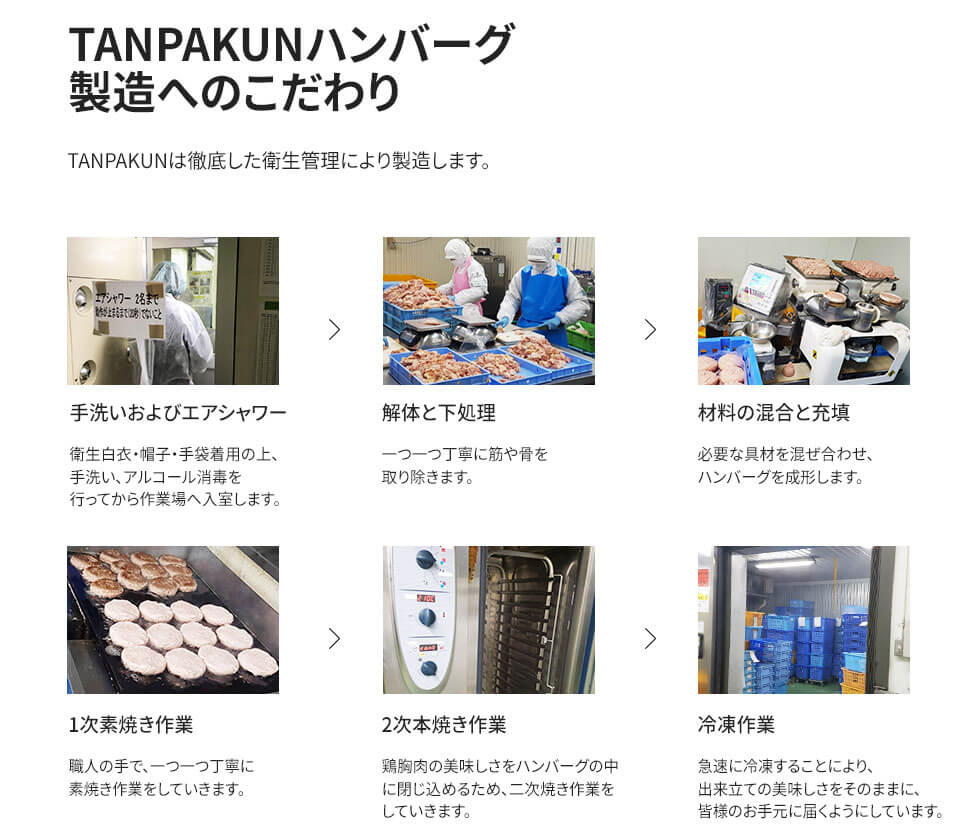 TANPAKUNハンバーグ
製造へのこだわり
TANPAKUNは徹底した衛生管理により製造します。
エアシャワー 2名まで
動作が止まるまで(20秒)でないこと
手洗いおよびエアシャワー
衛生白衣・帽子・手袋着用の上、
手洗い、アルコール消毒を
行ってから作業場へ入室します。
解体と下処理
一つ一つ丁寧に筋や骨を
取り除きます。
材料の混合と充填
必要な具材を混ぜ合わせ、
ハンバーグを成形します。
1次素焼き作業
職人の手で、一つ一つ丁寧に
素焼き作業をしていきます。
2次本焼き作業
鶏胸肉の美味しさをハンバーグの中
に閉じ込めるため、二次焼き作業を
していきます。
冷凍作業
急速に冷凍することにより、
出来立ての美味しさをそのままに、
皆様のお手元に届くようにしています。